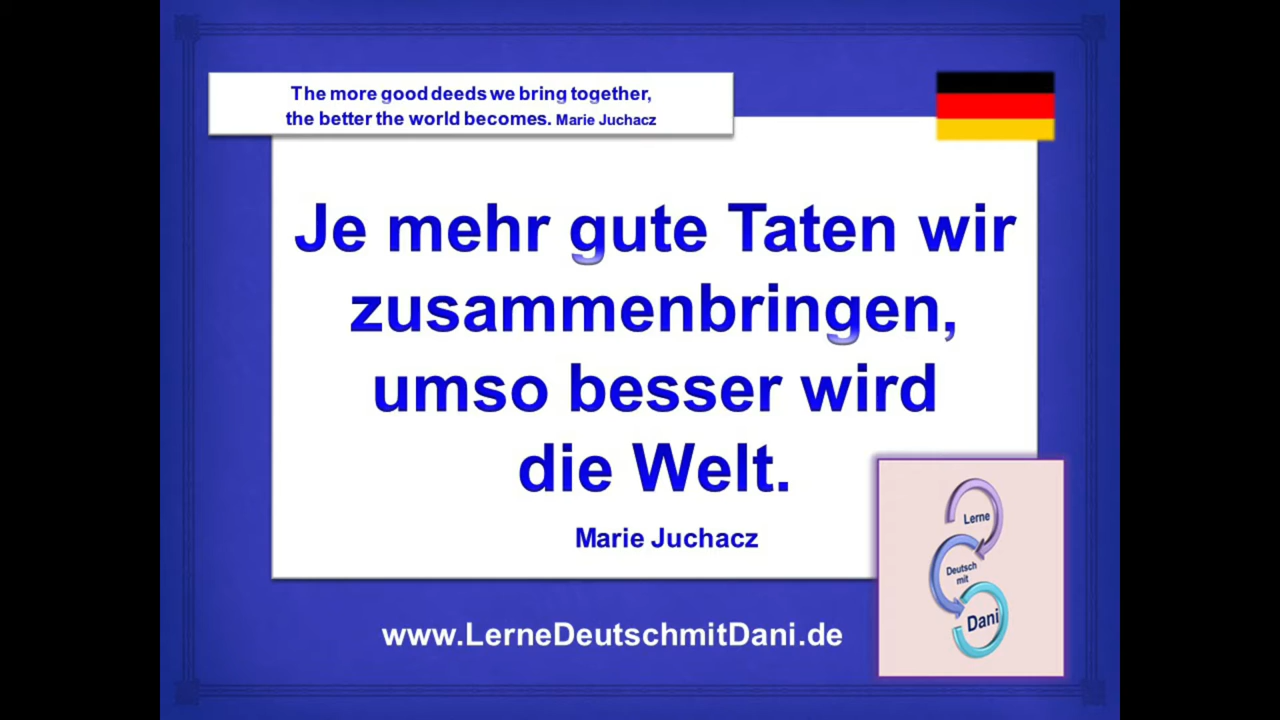 The more good deeds we bring together,
the better the world becomes. Marie Juchacz
Je mehr gute Taten wir
zusammenbringen,
umso besser wird
die Welt.
Marie Juchacz
www.LerneDeutschmitDani.de
Lerne
Deutsch
mit
Dani